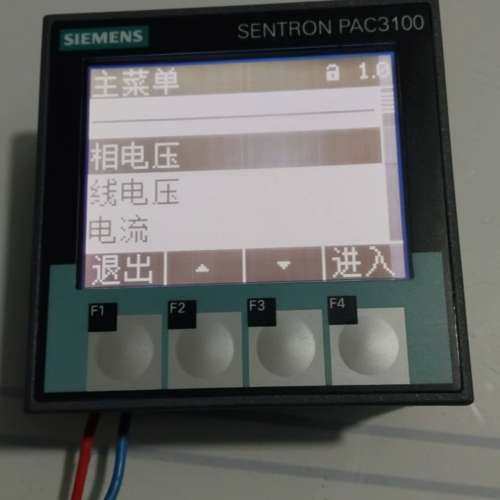 SIEMENS
SENTRON PAC3100
主菜单 1.0
相电压
线电压
电流
退出 进入
F1 F2 F3 F4